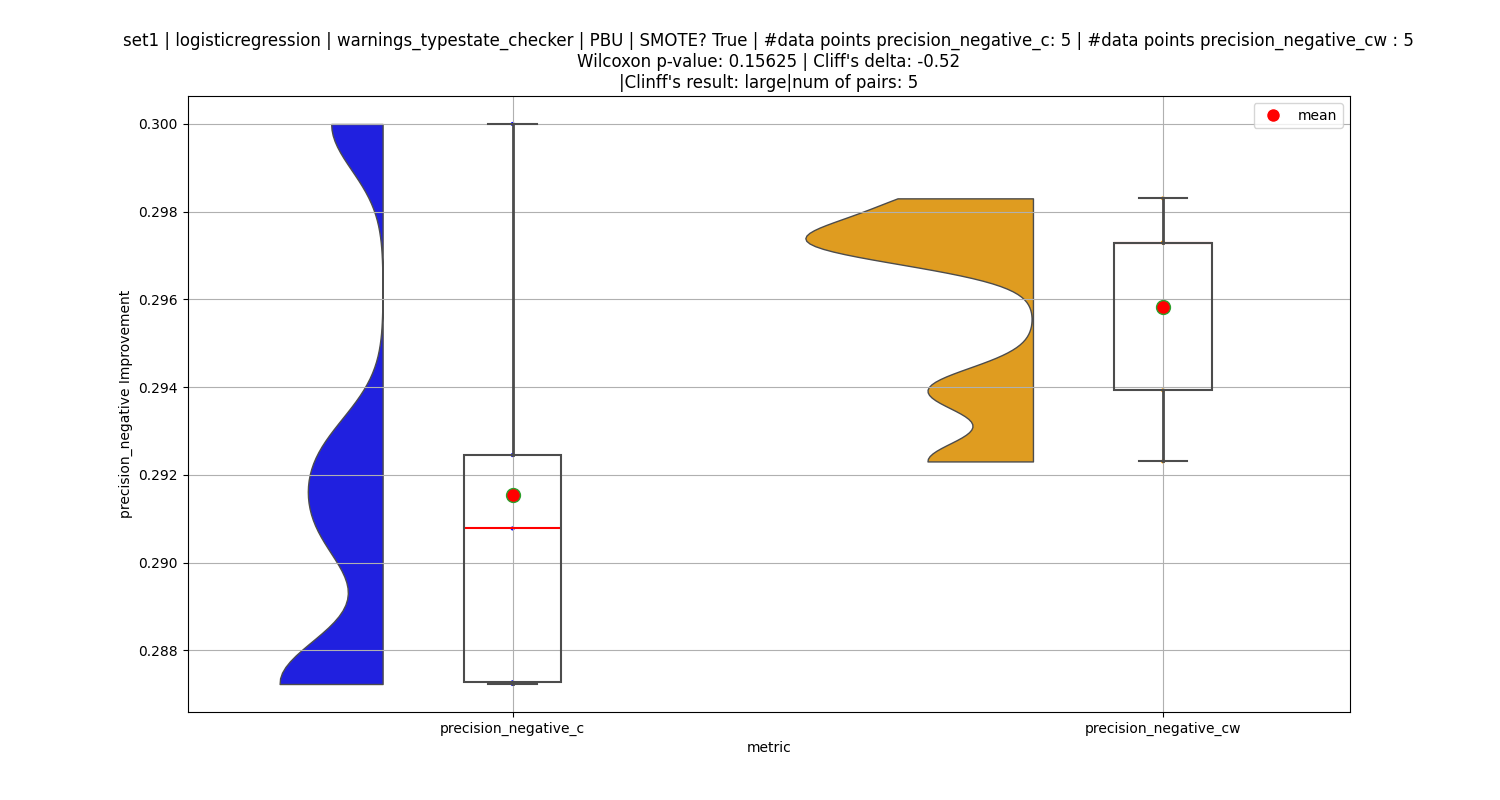 set1 | logisticregression | warnings_typestate_checker | PBU | SMOTE? True | #data points precision_negative_c: 5 | #data points precision_negative_cw : 5
Wilcoxon p-value: 0.15625 | Cliff's delta: -0.52
|Clinff's result: large|num of pairs: 5
mean
0.300
0.298
0.296
0.294
0.292
0.290
0.288
precision_negative Improvement
precision_negative_c
precision_negative_cw
metric